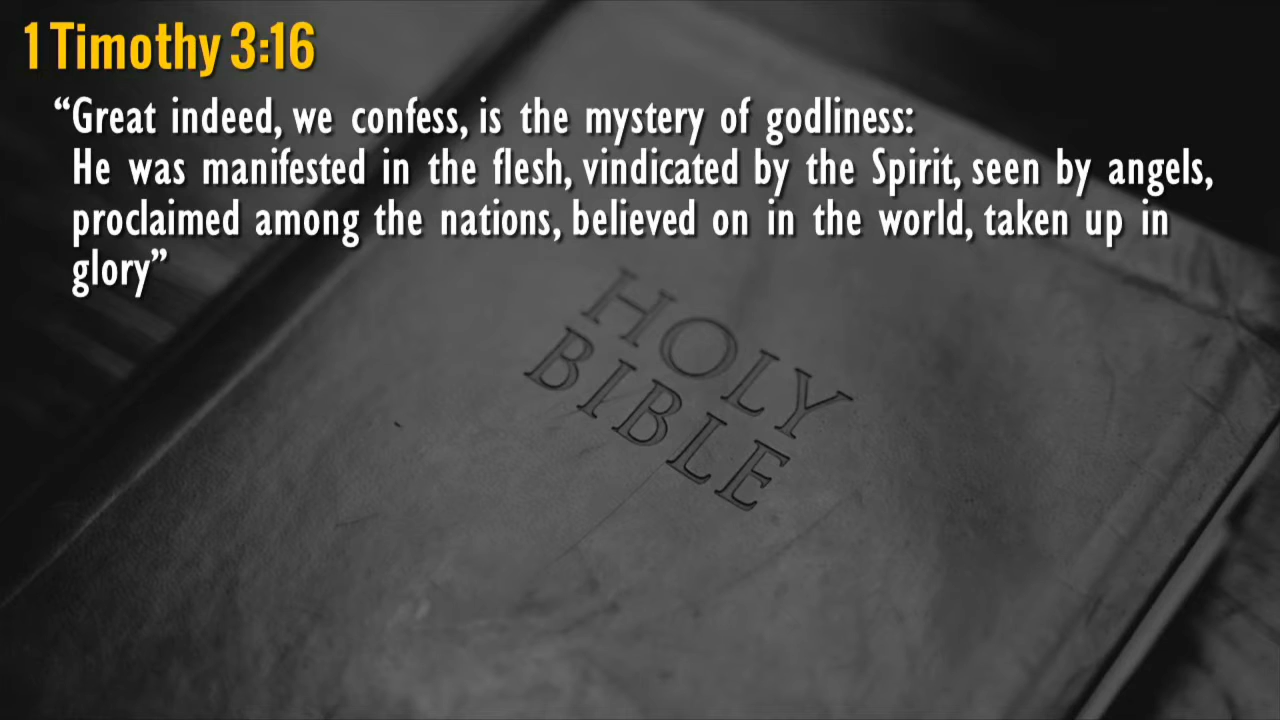 1 Timothy 3:16
“Great indeed, we confess, is the mystery of godliness:
He was manifested in the flesh, vindicated by the Spirit, seen by angels,
proclaimed among the nations, believed on in the world, taken up in
glory”
HOLY
BIBLE